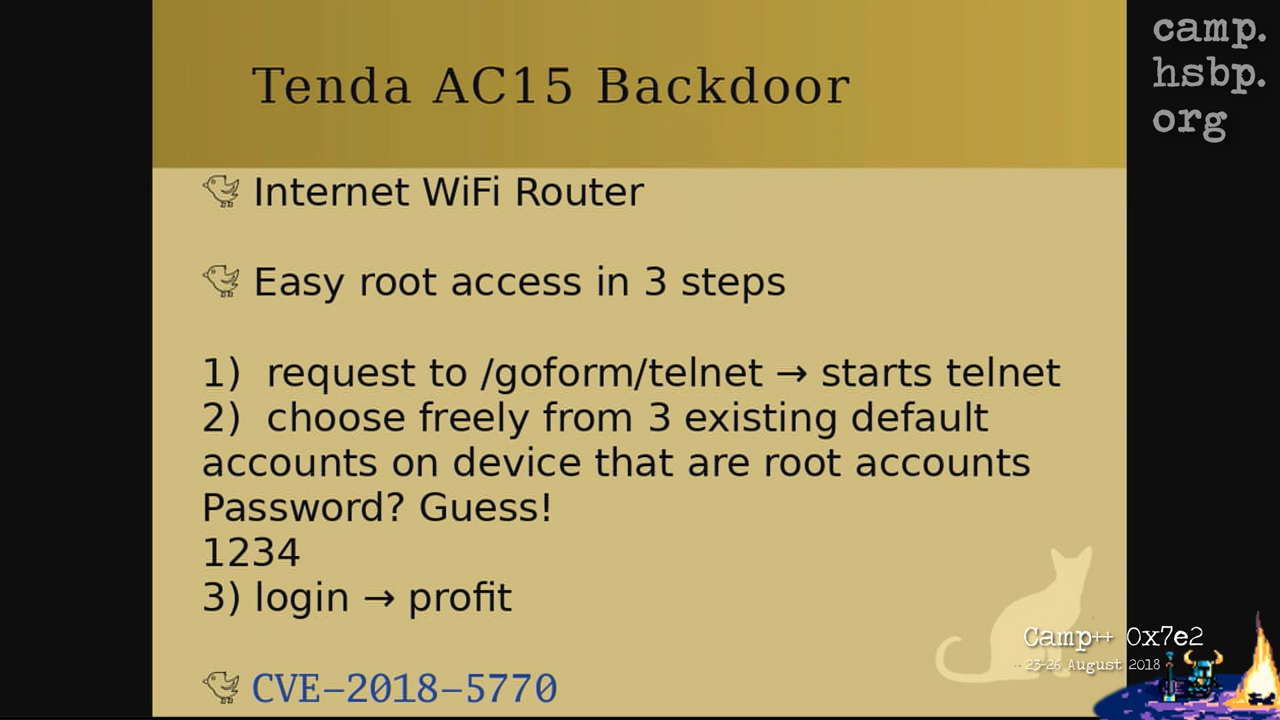 Tenda AC15 Backdoor
camp.
hsbp.
org
Internet WiFi Router
Easy root access in 3 steps
1) request to /goform/telnet → starts telnet
2) choose freely from 3 existing default
accounts on device that are root accounts
Password? Guess!
1234
3) login → profit
CVE–2018–5770
Camp++ 0x7e2
23-26 August 2018